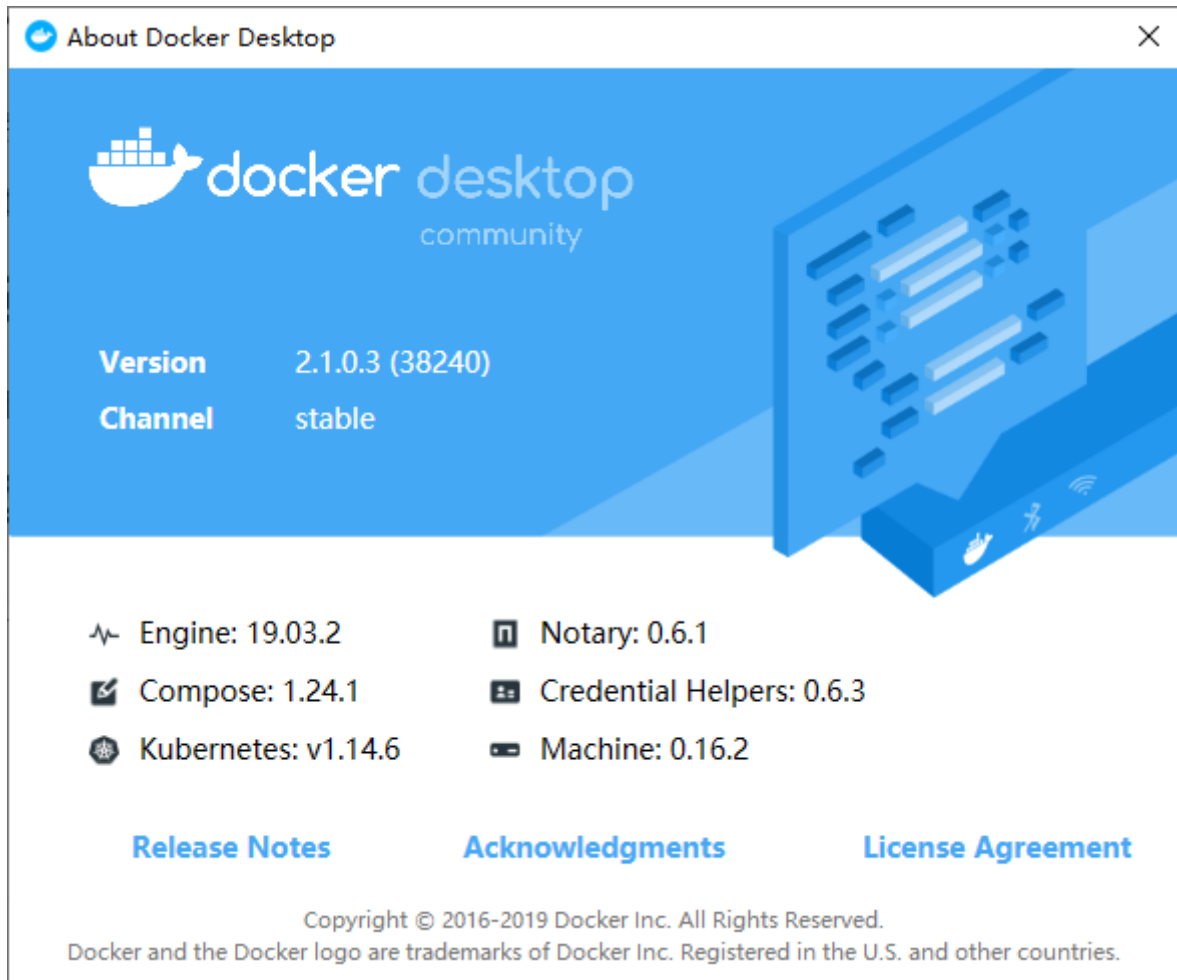 About Docker Desktop
docker desktop
community
Version 2.1.0.3 (38240)
Channel stable
Engine: 19.03.2
Notary: 0.6.1
Compose: 1.24.1
Credential Helpers: 0.6.3
Kubernetes: v1.14.6
Machine: 0.16.2
Release Notes Acknowledgments License Agreement
Copyright © 2016-2019 Docker Inc. All Rights Reserved.
Docker and the Docker logo are trademarks of Docker Inc. Registered in the U.S. and other countries.